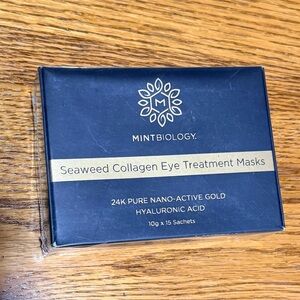 M
MINTBIOLOGY.
Seaweed Collagen Eye Treatment Masks
24K PURE NANO-ACTIVE GOLD
HYALURONIC ACID
10g x 15 Sachets